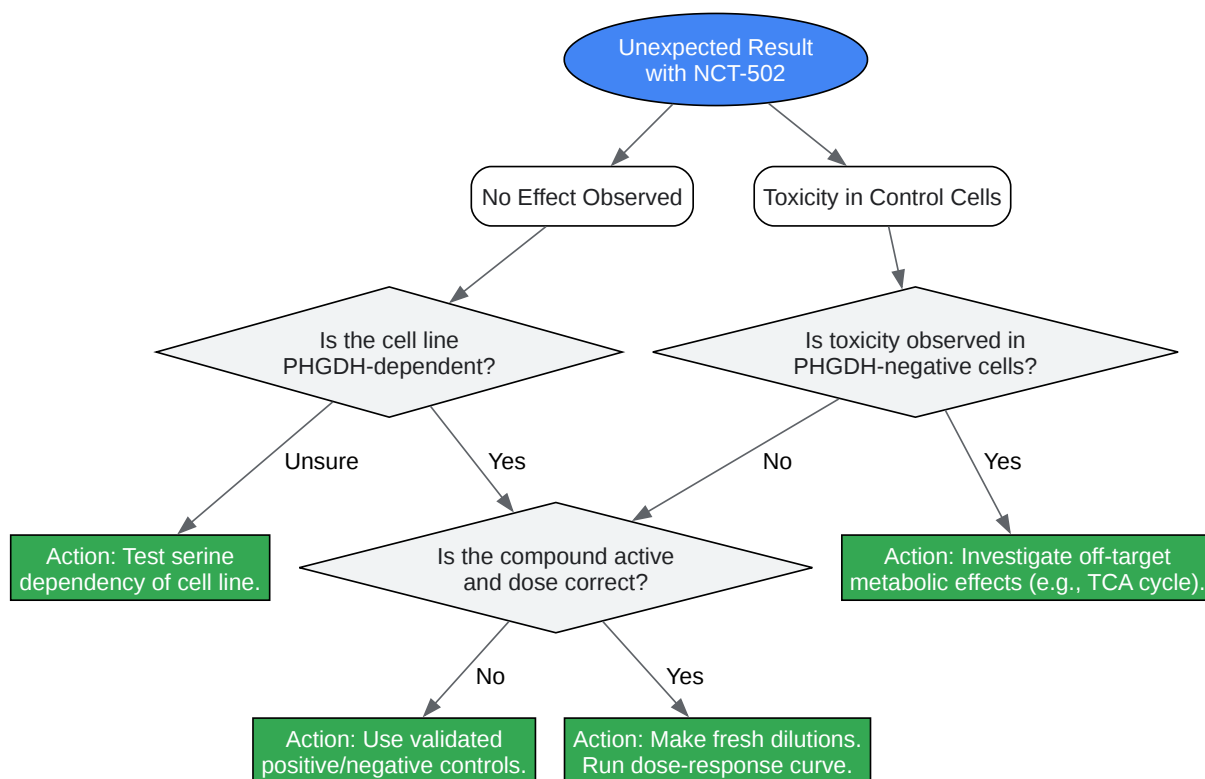 Unexpected Result
with NCT-502
No Effect Observed
Toxicity in Control Cells
Is the cell line
PHGDH-dependent?
Is toxicity observed in
PHGDH-negative cells?
Unsure
Yes
No
Yes
Action: Test serine
dependency of cell line.
Is the compound active
and dose correct?
Action: Investigate off-target
metabolic effects (e.g., TCA cycle).
No
Yes
Action: Use validated
positive/negative controls.
Action: Make fresh dilutions.
Run dose-response curve.